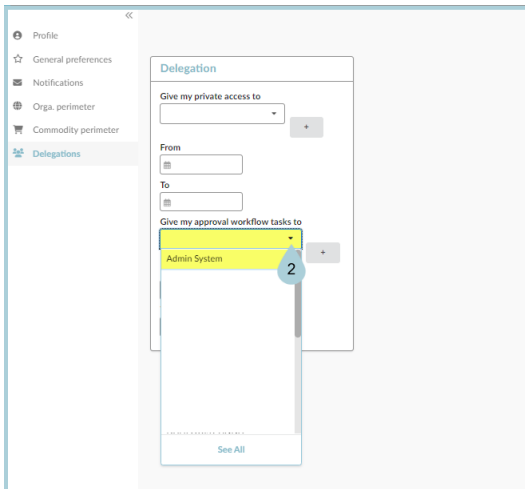 «
Profile
General preferences
Notifications
Orga. perimeter
Commodity perimeter
Delegations
Delegation
Give my private access to
+
From
To
Give my approval workflow tasks to
+
Admin System
2
See All